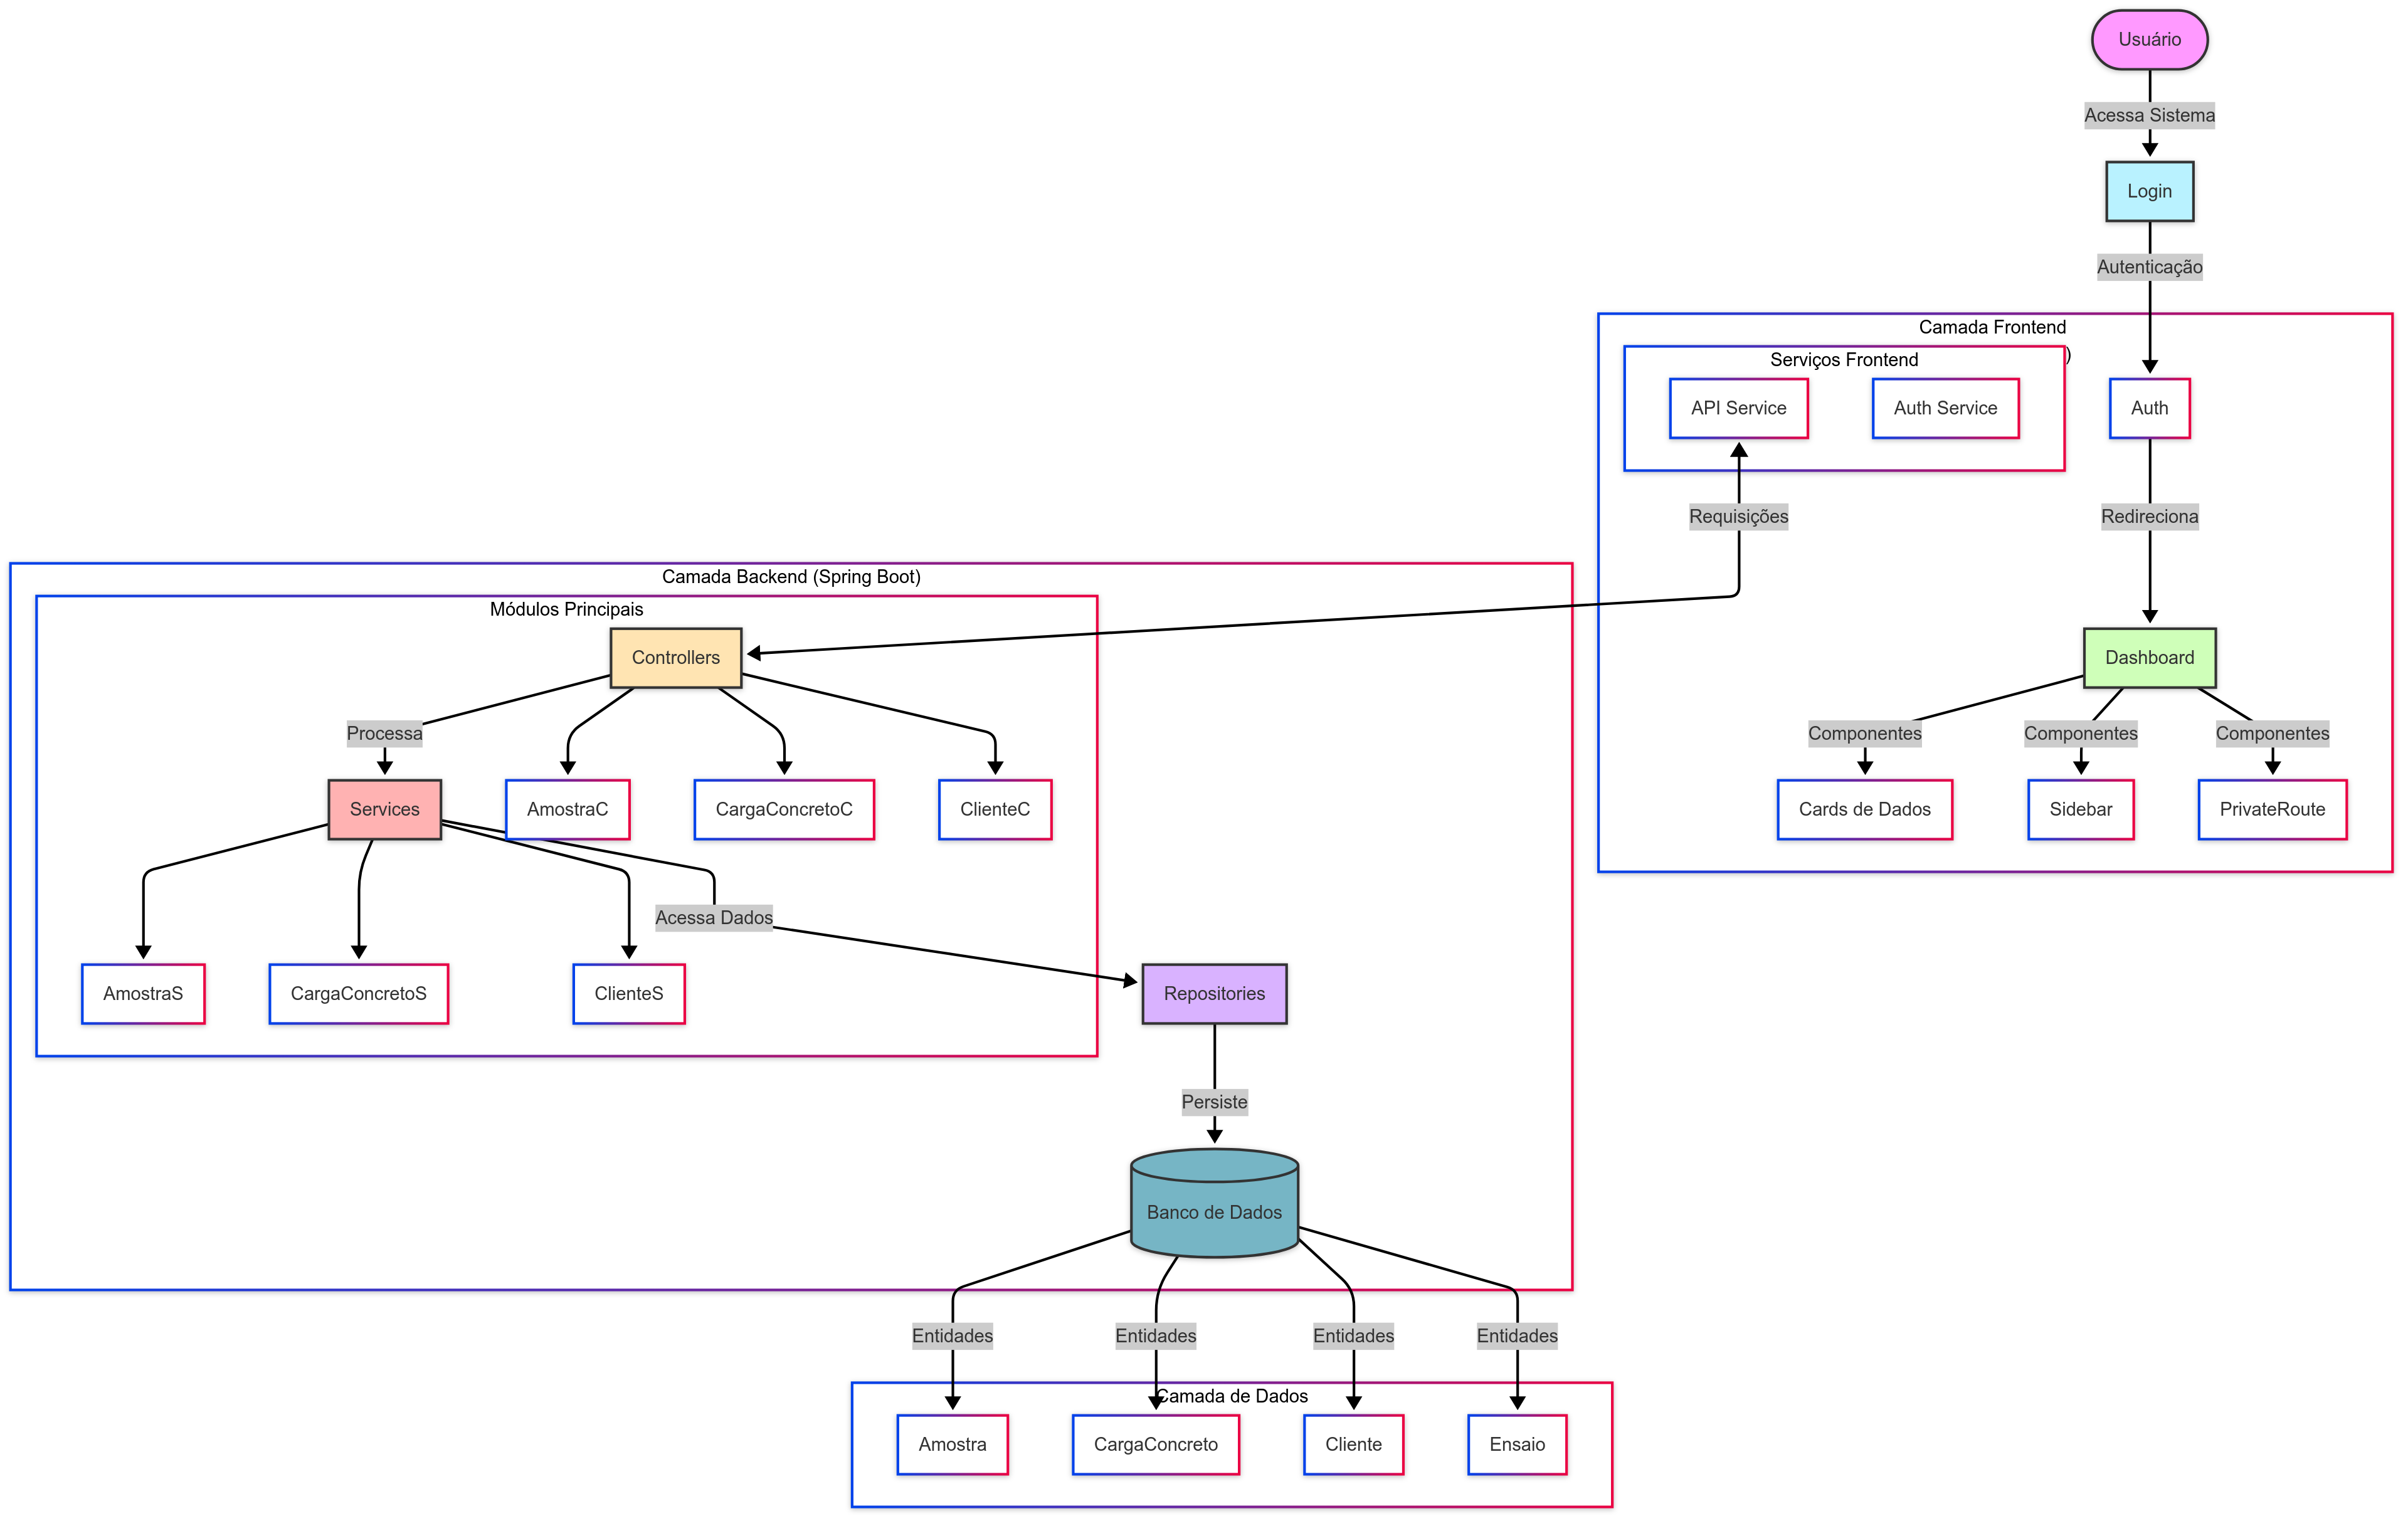 Usuário
Acessa Sistema
Login
Autenticação
Camada Frontend
)
Serviços Frontend
API Service
Auth Service
Auth
Requisições
Redireciona
Camada Backend (Spring Boot)
Módulos Principais
Controllers
Dashboard
Processa
Componentes
Componentes
Componentes
Services
AmostraC
CargaConcretoC
ClienteC
Cards de Dados
Sidebar
PrivateRoute
Acessa Dados
AmostraS
CargaConcretoS
ClienteS
Repositories
Persiste
Banco de Dados
Entidades
Entidades
Entidades
Entidades
Camada de Dados
Amostra
CargaConcreto
Cliente
Ensaio